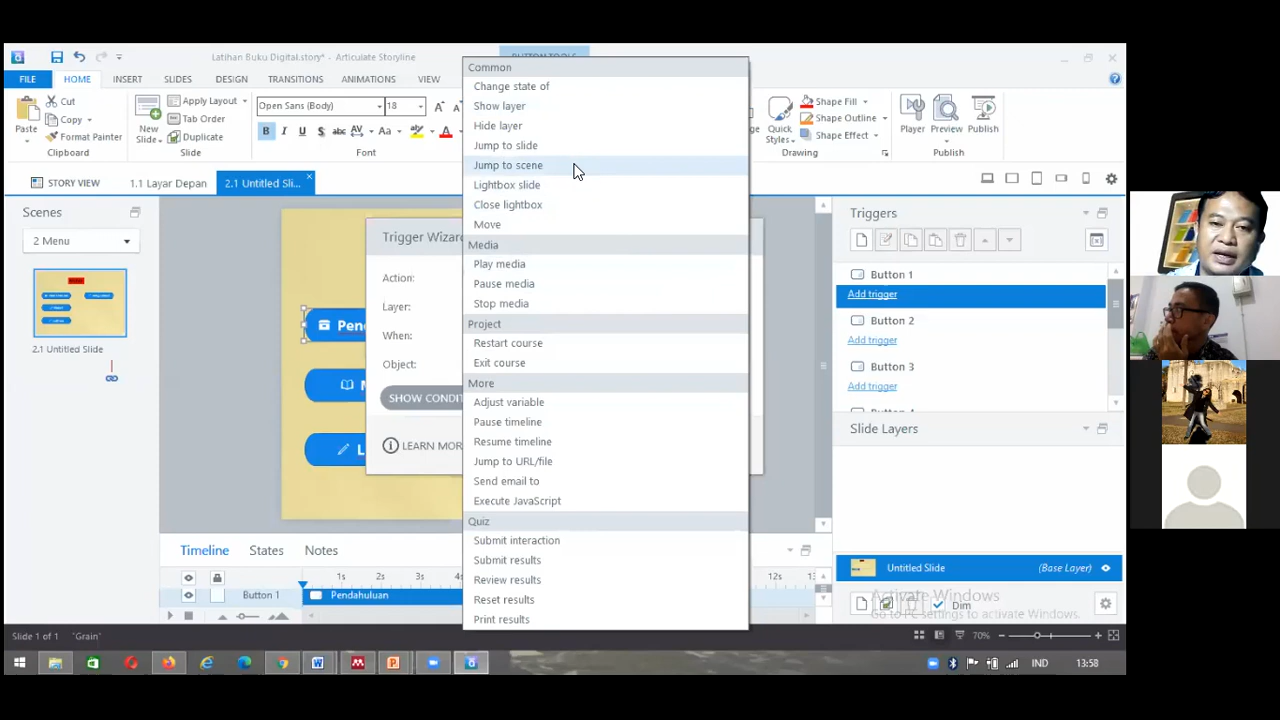 Latihan Buku Digital.story* - Articulate Storyline
FILE HOME INSERT SLIDES DESIGN TRANSITIONS ANIMATIONS VIEW
Cut
Copy
Format Painter
Paste
Clipboard
New Slide
Apply Layout
Tab Order
Duplicate
Slide
Open Sans (Body) 18
B I U S abc AV Aa
Font
Quick Styles
Shape Fill
Shape Outline
Shape Effect
Drawing
Player Preview Publish
Publish
STORY VIEW 1.1 Layar Depan 2.1 Untitled Sli...
Scenes
2 Menu
2.1 Untitled Slide
Trigger Wizard
Action:
Layer:
When:
Object:
SHOW CONDIT
LEARN MOR
Common
Change state of
Show layer
Hide layer
Jump to slide
Jump to scene
Lightbox slide
Close lightbox
Move
Media
Play media
Pause media
Stop media
Project
Restart course
Exit course
More
Adjust variable
Pause timeline
Resume timeline
Jump to URL/file
Send email to
Execute JavaScript
Quiz
Submit interaction
Submit results
Review results
Reset results
Print results
Triggers
Button 1
Add trigger
Button 2
Add trigger
Button 3
Add trigger
Slide Layers
Untitled Slide (Base Layer)
Dim
Activate Windows
Go to PC settings to activate Windows.
Timeline States Notes
1s 2s 3s 4s 12s
Button 1 Pendahuluan
Slide 1 of 1 "Grain" 70%
IND 13:58